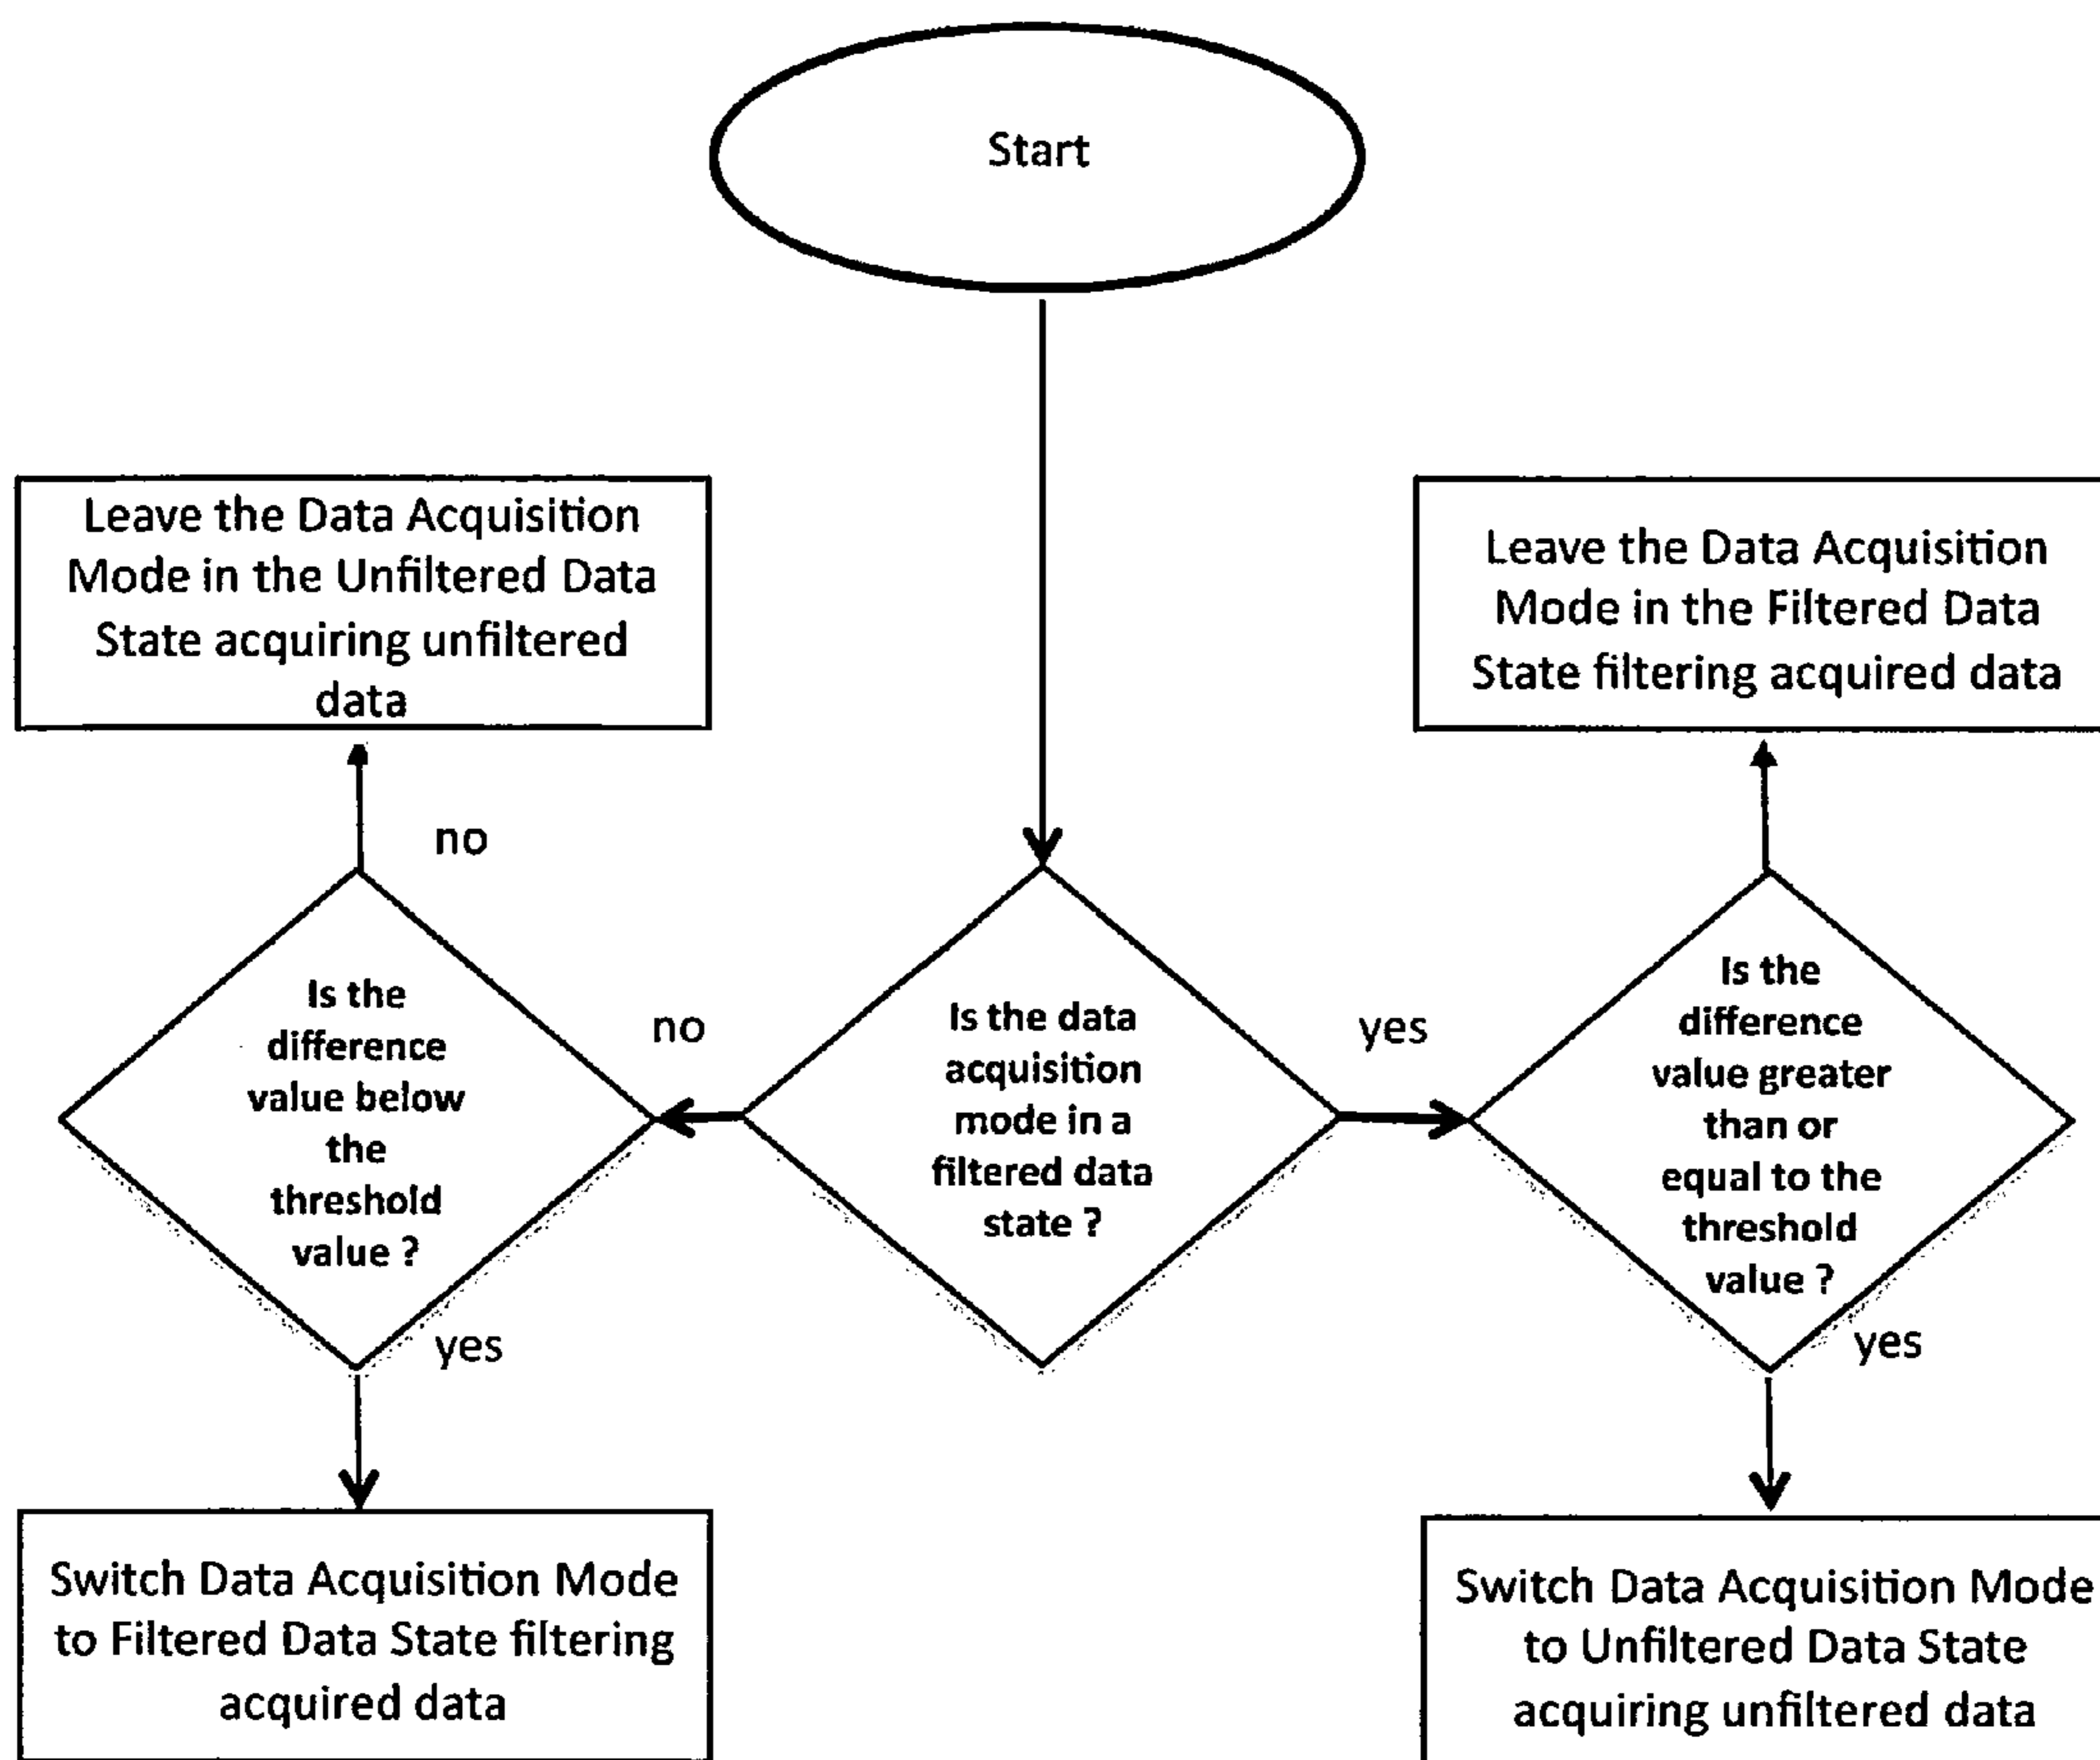 Start
Leave the Data Acquisition
Mode in the Unfiltered Data
State acquiring unfiltered
data
Leave the Data Acquisition
Mode in the Filtered Data
State filtering acquired data
no
Is the
difference
value below
the
threshold
value ?
no
Is the data
acquisition
mode in a
filtered data
state ?
yes
Is the
difference
value greater
than or
equal to the
threshold
value ?
yes
yes
Switch Data Acquisition Mode
to Filtered Data State filtering
acquired data
Switch Data Acquisition Mode
to Unfiltered Data State
acquiring unfiltered data